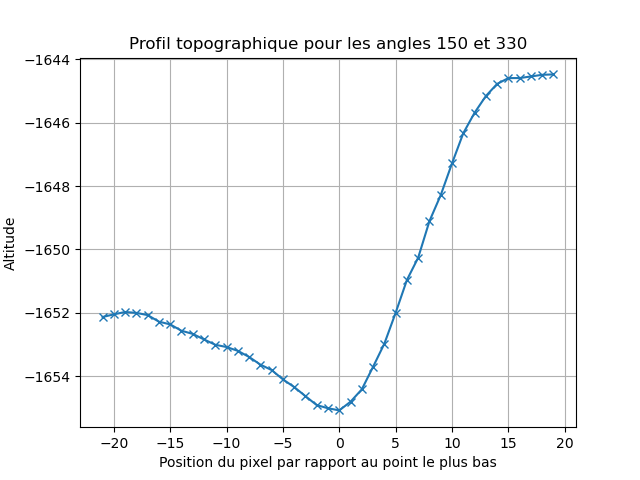 Profil topographique pour les angles 150 et 330
−1644
−1646
−1648
−1650
−1652
−1654
Altitude
−20 −15 −10 −5 0 5 10 15 20
Position du pixel par rapport au point le plus bas